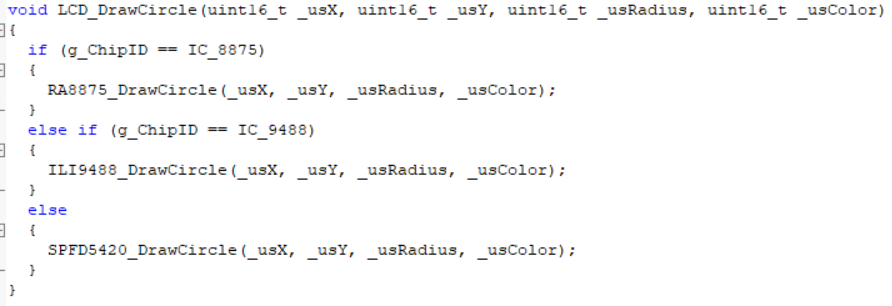 void LCD_DrawCircle(uint16_t _usX, uint16_t _usY, uint16_t _usRadius, uint16_t _usColor)
{
  if (g_ChipID == IC_8875)
  {
    RA8875_DrawCircle(_usX, _usY, _usRadius, _usColor);
  }
  else if (g_ChipID == IC_9488)
  {
    ILI9488_DrawCircle(_usX, _usY, _usRadius, _usColor);
  }
  else
  {
    SPFD5420_DrawCircle(_usX, _usY, _usRadius, _usColor);
  }
}